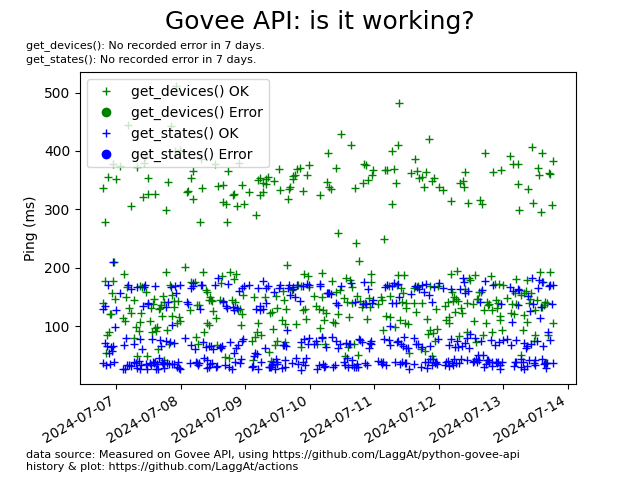 Govee API: is it working?
get_devices(): No recorded error in 7 days.
get_states(): No recorded error in 7 days.
get_devices() OK
get_devices() Error
get_states() OK
get_states() Error
500
400
300
200
100
Ping (ms)
2024-07-07
2024-07-08
2024-07-09
2024-07-10
2024-07-11
2024-07-12
2024-07-13
2024-07-14
data source: Measured on Govee API, using https://github.com/LaggAt/python-govee-api
history & plot: https://github.com/LaggAt/actions